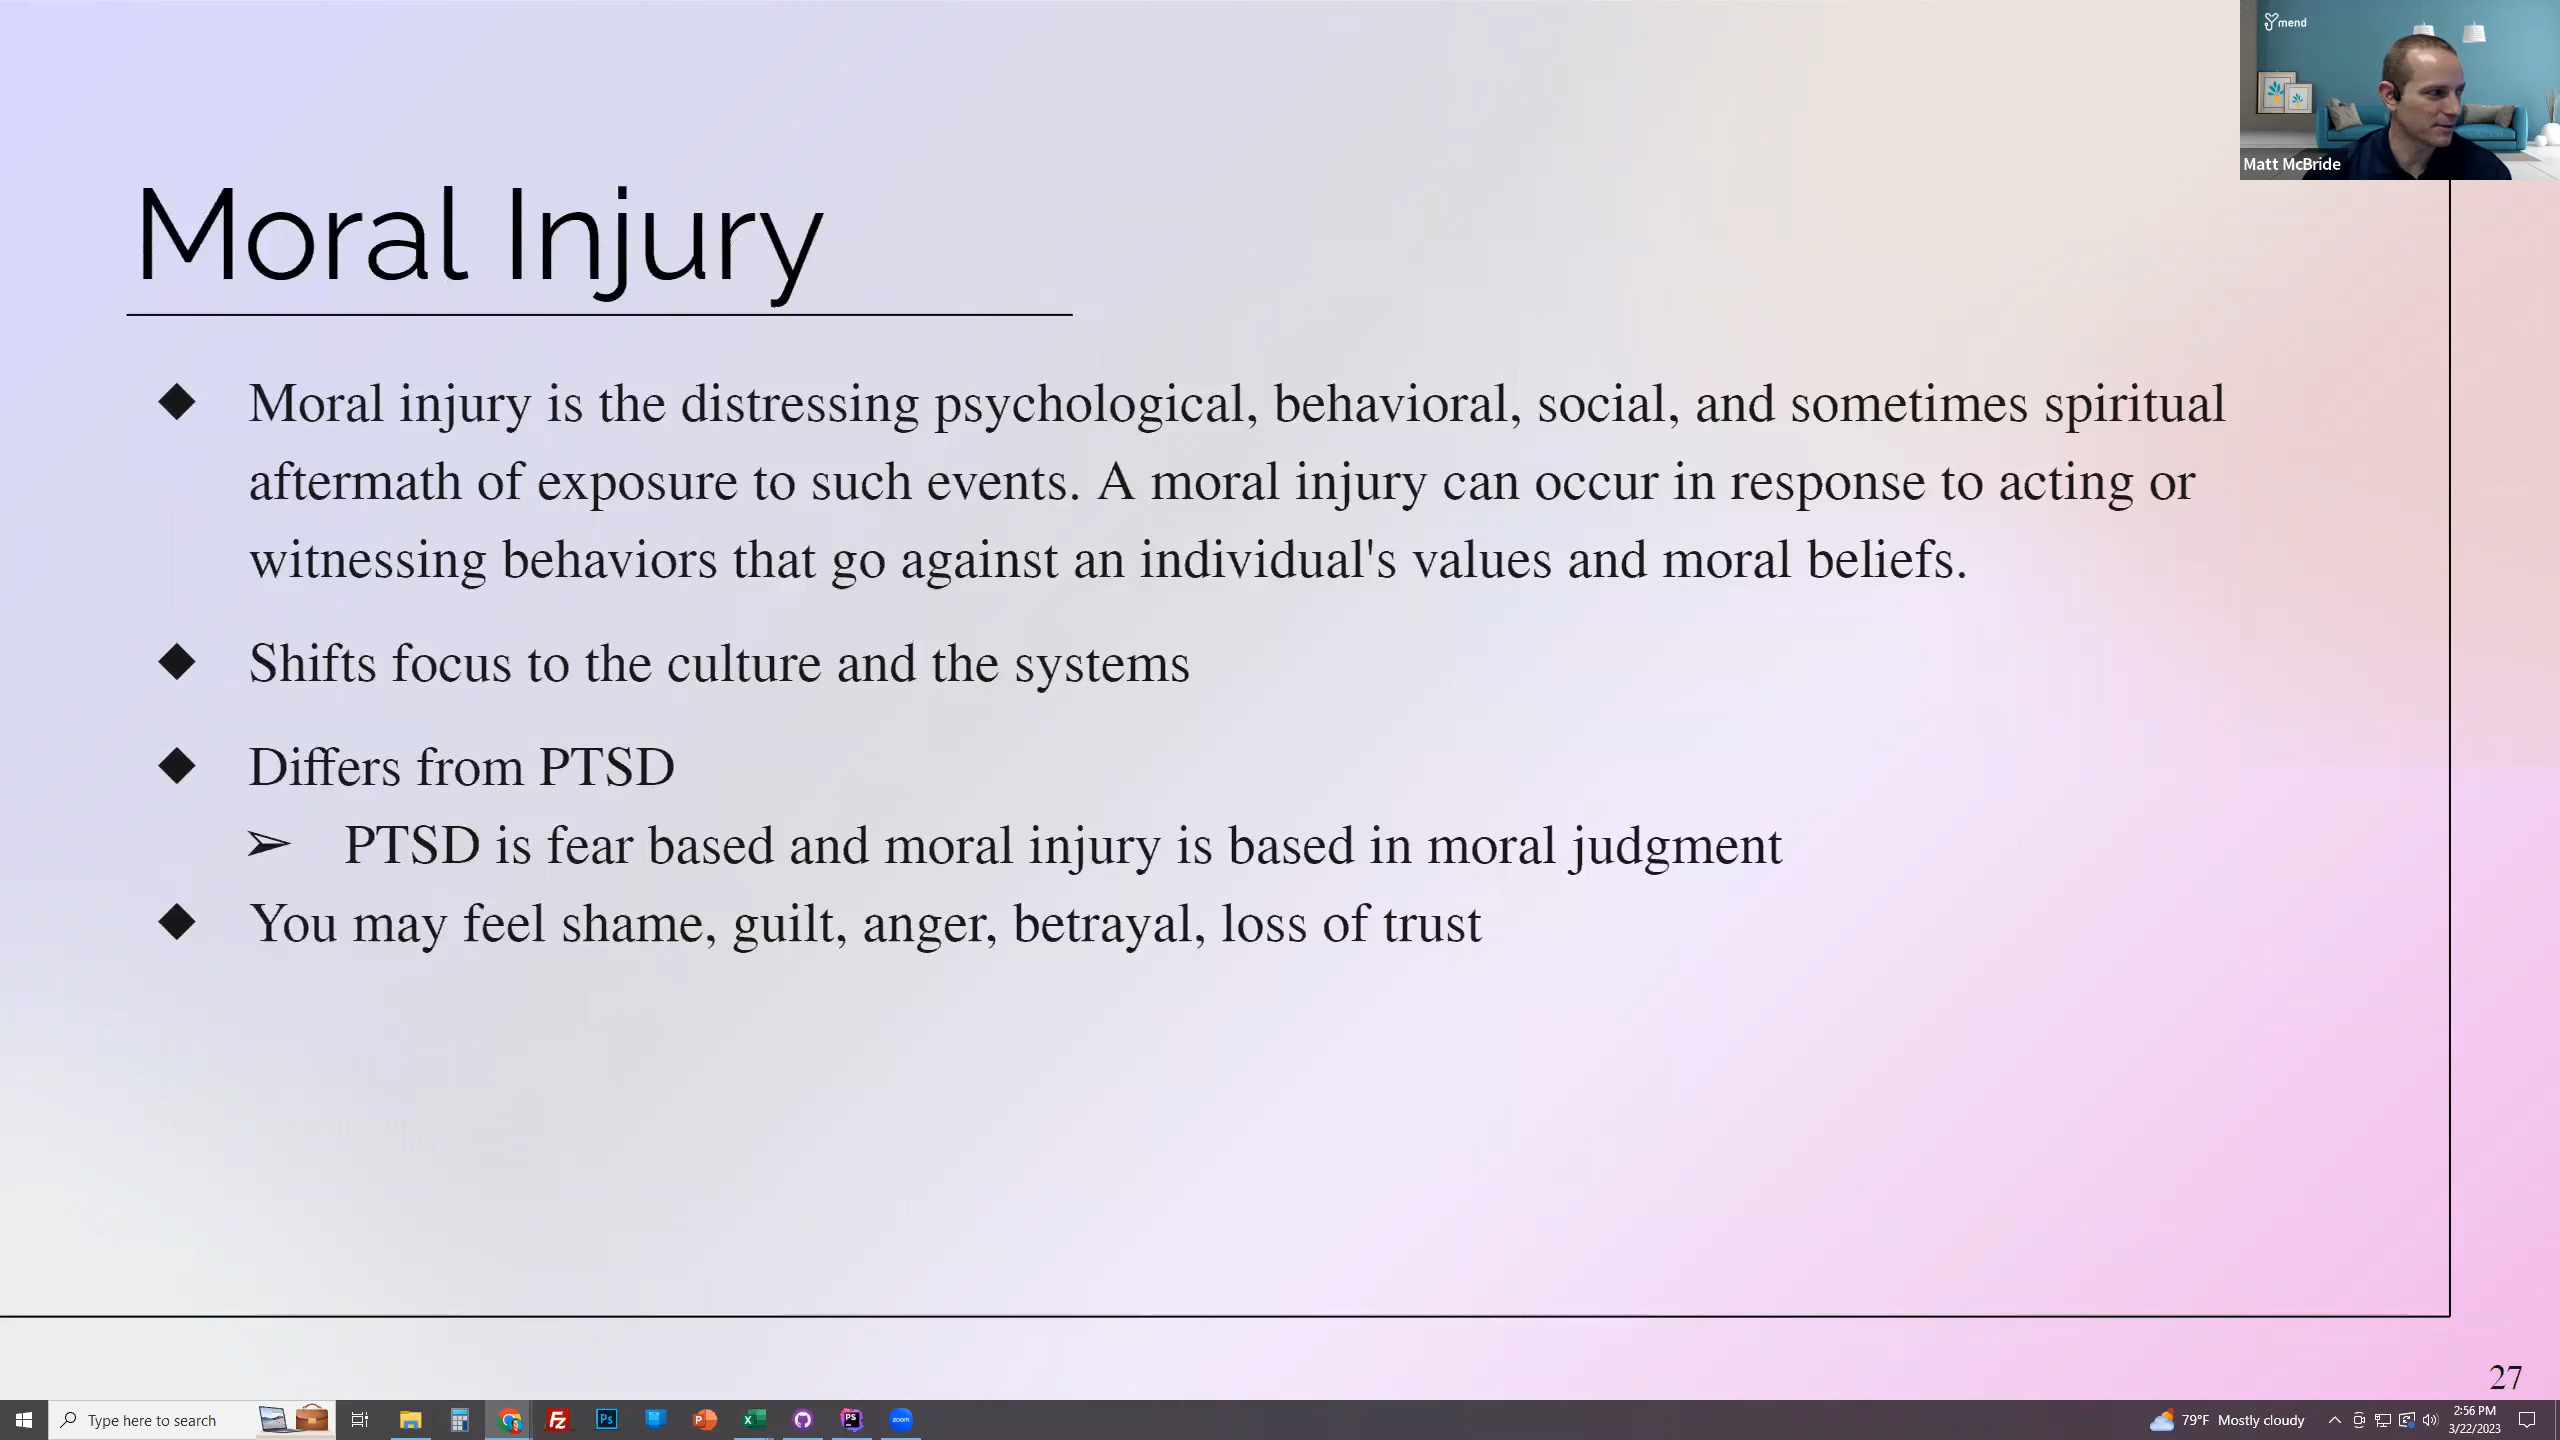 mend
Matt McBride
Moral Injury
◆ Moral injury is the distressing psychological, behavioral, social, and sometimes spiritual
aftermath of exposure to such events. A moral injury can occur in response to acting or
witnessing behaviors that go against an individual's values and moral beliefs.
◆ Shifts focus to the culture and the systems
◆ Differs from PTSD
➢ PTSD is fear based and moral injury is based in moral judgment
◆ You may feel shame, guilt, anger, betrayal, loss of trust
27
Type here to search
Fz
Ps
P
X
PS
zoom
79°F Mostly cloudy
2:56 PM
3/22/2023